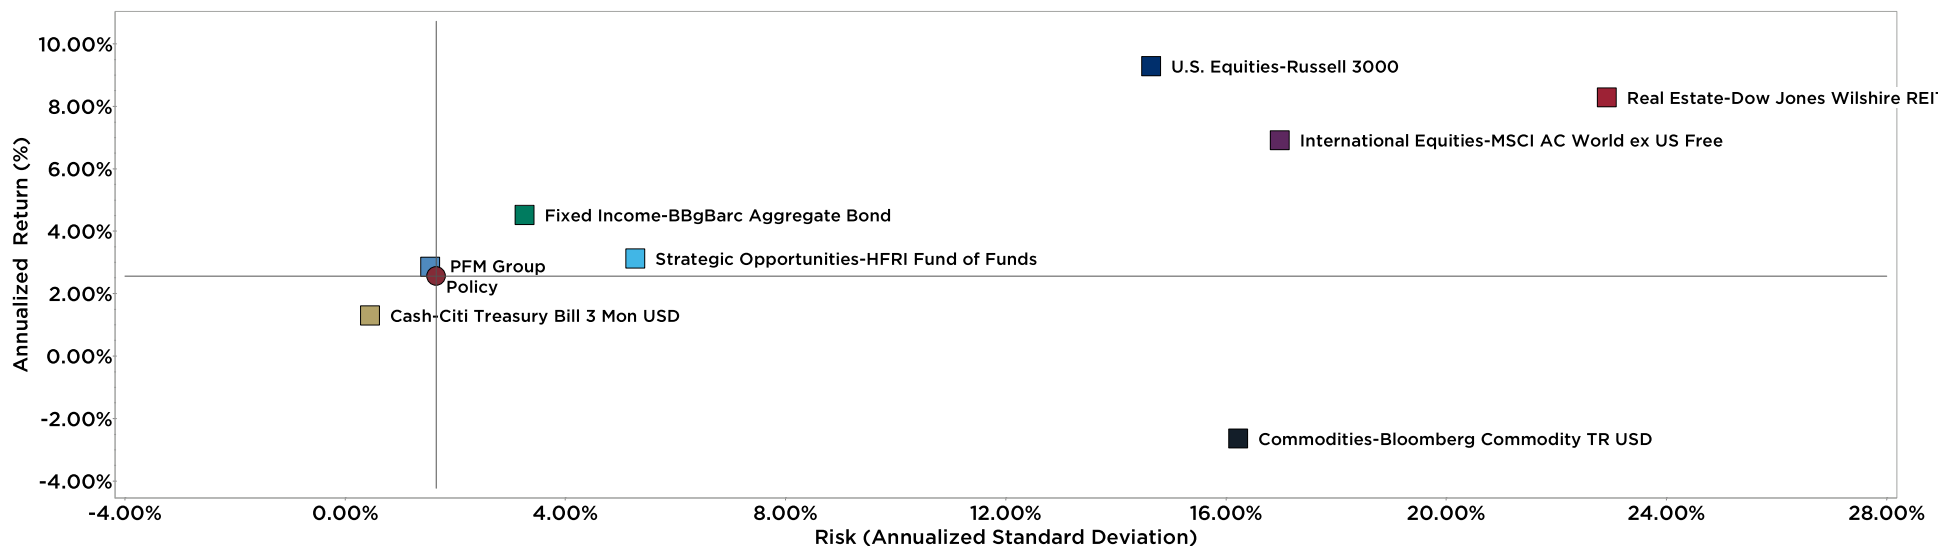 10.00%
U.S. Equities-Russell 3000
8.00%
Real Estate-Dow Jones Wilshire REI
International Equities-MSCI AC World ex US Free
6.00%
Annualized Return (%)
Fixed Income-BBgBarc Aggregate Bond
4.00%
Strategic Opportunities-HFRI Fund of Funds
PFM Group
Policy
2.00%
Cash-Citi Treasury Bill 3 Mon USD
0.00%
-2.00%
Commodities-Bloomberg Commodity TR USD
-4.00%
-4.00% 0.00% 4.00% 8.00% 12.00% 16.00% 20.00% 24.00% 28.00%
Risk (Annualized Standard Deviation)